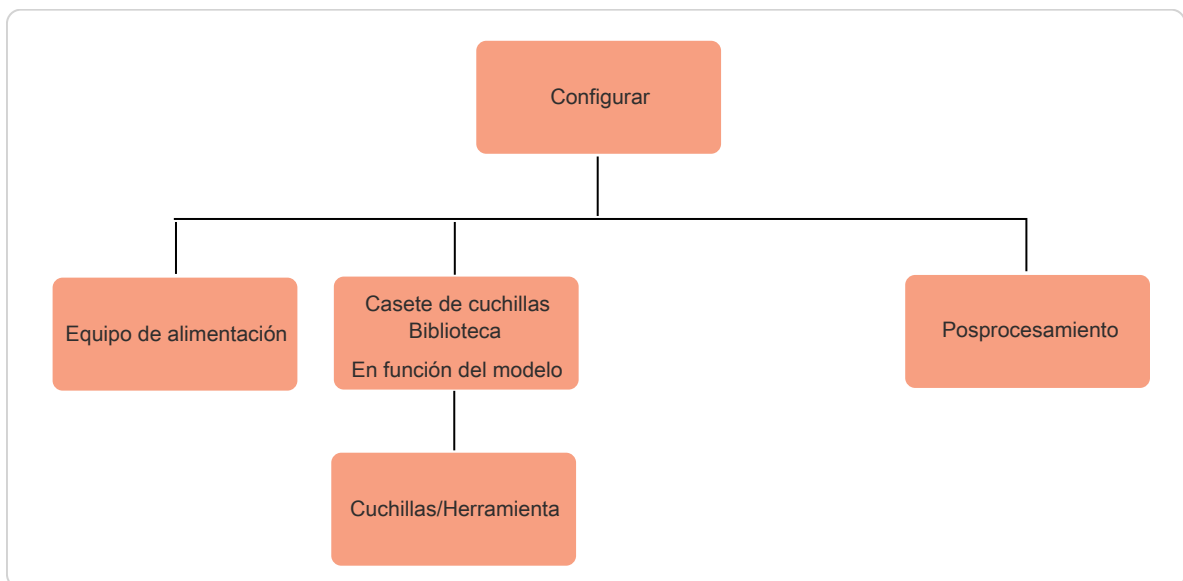 Configurar
Equipo de alimentación
Casete de cuchillas
Biblioteca
En función del modelo
Posprocesamiento
Cuchillas/Herramienta